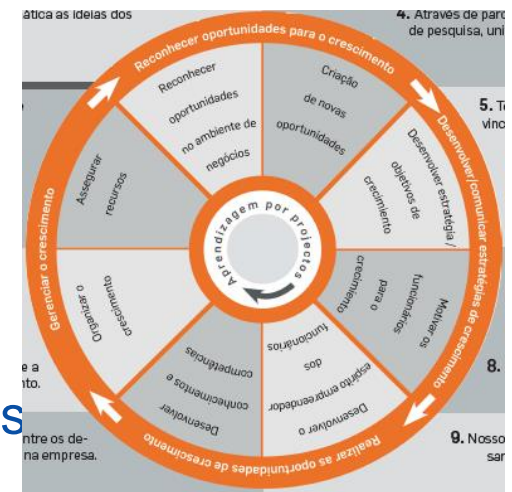 ática as ideias dos
4. Através de parc
de pesquisa, uni
5. Te
vinc
8.
9. Nosso
sar
e a
nto.
S
ntre os de-
na empresa.
Reconhecer oportunidades para o crescimento
Desenvolver/comunicar estratégias de crescimento
Realizar as oportunidades de crescimento
Gerenciar o crescimento
Reconhecer
oportunidades
no ambiente de
negócios
Criação
de novas
oportunidades
Desenvolver estratégia /
objetivos de
crescimento
Motivar os
funcionários
para o
crescimento
Desenvolver o
espírito empreendedor
dos
funcionários
Desenvolver
conhecimentos e
competências
Organizar o
crescimento
Assegurar
recursos
Aprendizagem por projectos